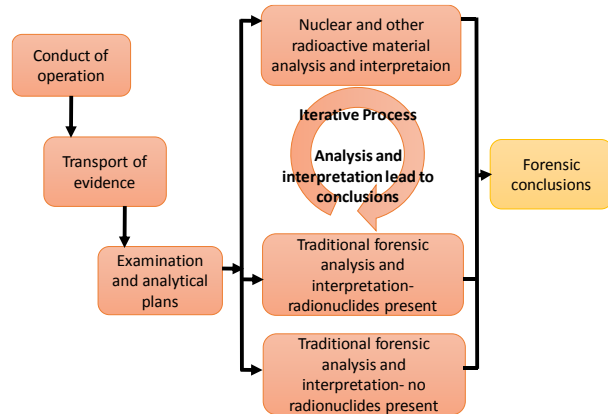 Conduct of
operation
Transport of
evidence
Examination
and analytical
plans
Nuclear and other
radioactive material
analysis and interpretaion
Iterative Process
Analysis and
interpretation lead to
conclusions
Traditional forensic
analysis and
interpretation-
radionuclides present
Traditional forensic
analysis and
interpretation- no
radionuclides present
Forensic
conclusions